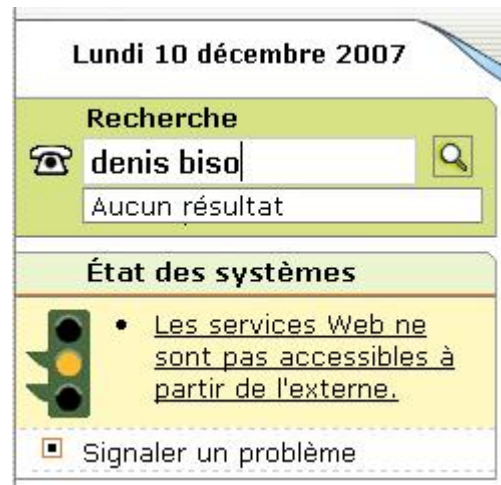 Lundi 10 décembre 2007
Recherche
denis biso
Aucun résultat
État des systèmes
Les services Web ne
sont pas accessibles à
partir de l'externe.
Signaler un problème